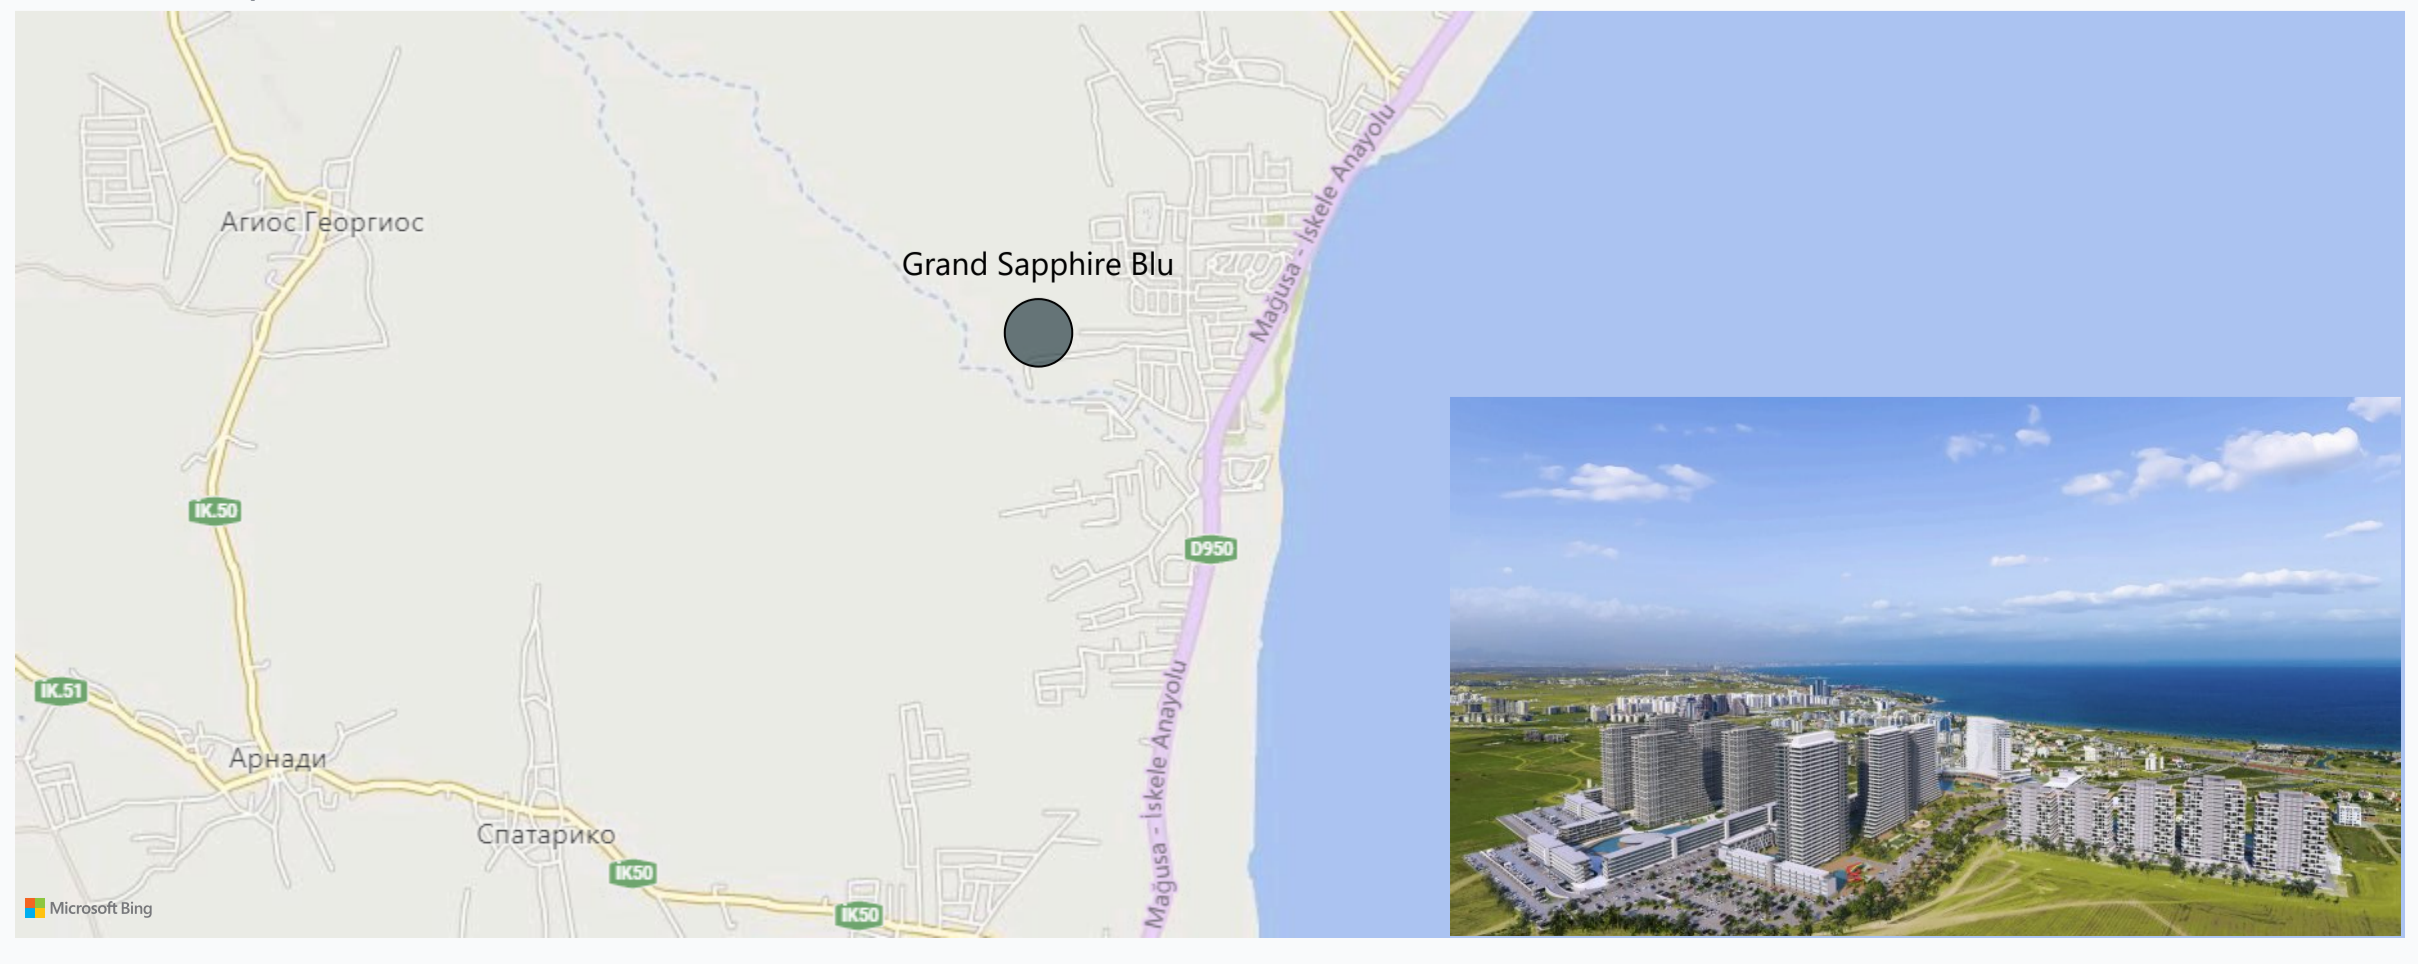 Mağusa - İskele Anayolu
Агиос Георгиос
Grand Sapphire Blu
IK.50
D950
IK.51
Mağusa - İskele Anayolu
Арнади
Спатарико
IK50
IK50
Microsoft Bing